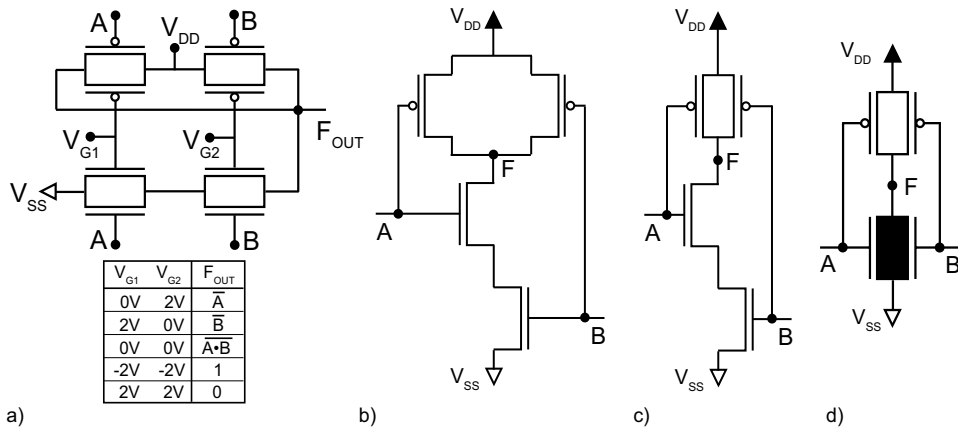 A
V_DD
B
V_G1
V_G2
F_OUT
V_SS
A
B
V_G1 V_G2 F_OUT
0V 2V A̅
2V 0V B̅
0V 0V A̅•̅B̅
-2V -2V 1
2V 2V 0
a)
V_DD
F
A
B
V_SS
b)
V_DD
F
A
B
V_SS
c)
V_DD
F
A
B
V_SS
d)